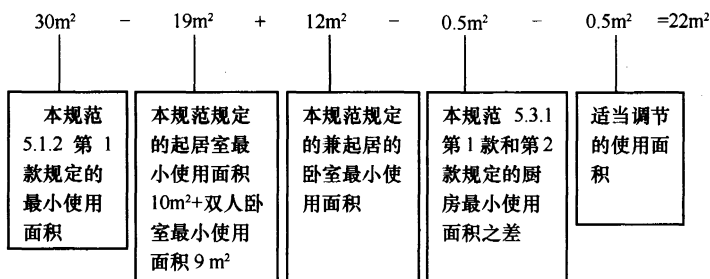 30m² − 19m² + 12m² − 0.5m² − 0.5m² =22m²
本规范
5.1.2 第 1
款规定的
最小使用
面积
本规范规定
的起居室最
小使用面积
10m²+双人卧
室最小使用
面积 9 m²
本规范规定
的兼起居的
卧室最小使
用面积
本规范 5.3.1
第 1 款和第 2
款规定的厨
房最小使用
面积之差
适当调节
的使用面
积